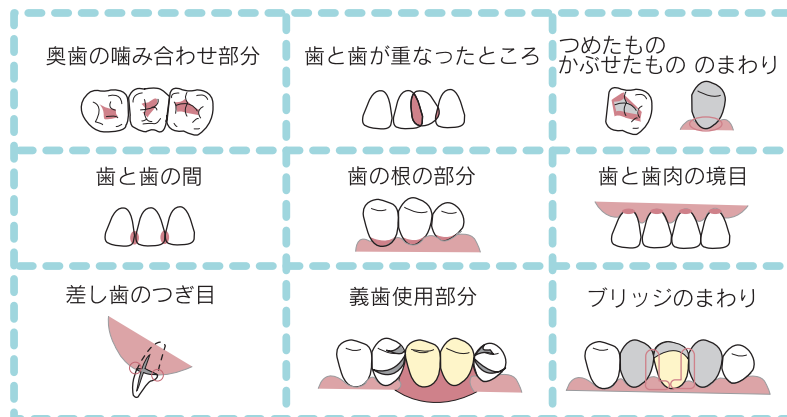 奥歯の噛み合わせ部分
歯と歯が重なったところ
つめたもの
かぶせたもの のまわり
歯と歯の間
歯の根の部分
歯と歯肉の境目
差し歯のつぎ目
義歯使用部分
ブリッジのまわり